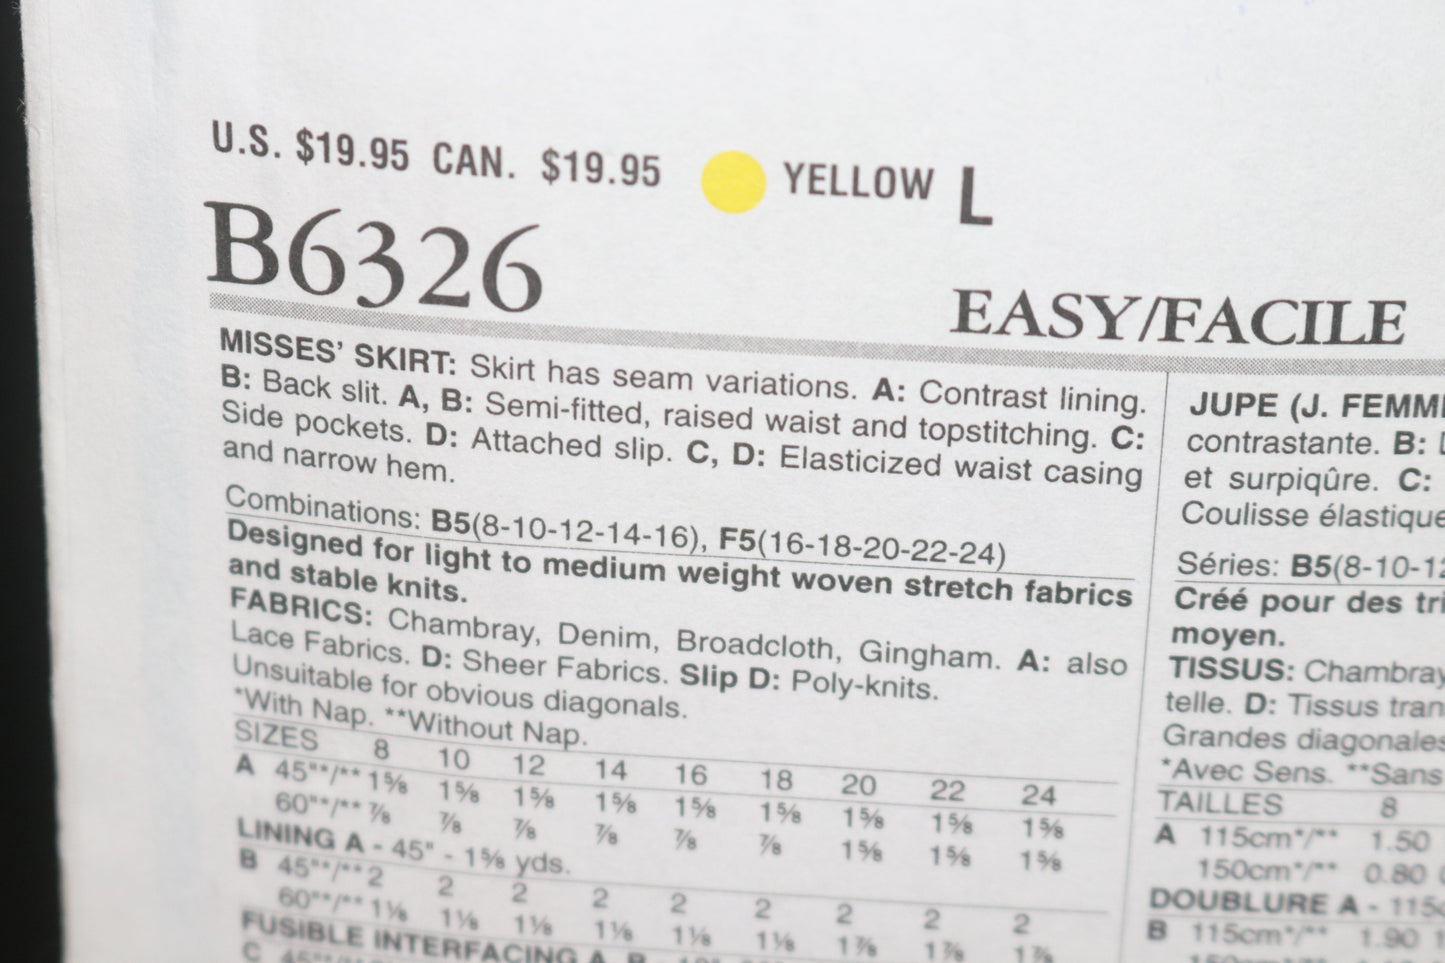 U.S. $19.95 CAN. $19.95 YELLOW L
B6326
EASY/FACILE
MISSES' SKIRT: Skirt has seam variations. A: Contrast lining.
B: Back slit. A, B: Semi-fitted, raised waist and topstitching. C:
Side pockets. D: Attached slip. C, D: Elasticized waist casing
and narrow hem.
Combinations: B5(8-10-12-14-16), F5(16-18-20-22-24)
Designed for light to medium weight woven stretch fabrics
and stable knits.
FABRICS: Chambray, Denim, Broadcloth, Gingham. A: also
Lace Fabrics. D: Sheer Fabrics. Slip D: Poly-knits.
Unsuitable for obvious diagonals.
*With Nap. **Without Nap.
SIZES 8 10 12 14 16 18 20 22 24
A 45"*/** 1⅝ 1⅝ 1⅝ 1⅝ 1⅝ 1⅝ 1⅝ 1⅝ 1⅝
60"*/** ⅞ ⅞ ⅞ ⅞ ⅞ ⅞ 1⅝ 1⅝ 1⅝
LINING A - 45" - 1⅝ yds.
B 45"*/** 2 2 2 2 2 2 2 2 2
60"*/** 1⅛ 1⅛ 1⅛ 1⅛ 1⅛ 1⅛ 1⅞ 1⅞ 1⅞
FUSIBLE INTERFACING A, B
C 45"*/**
JUPE (J. FEMM
contrastante. B:
et surpiqûre. C:
Coulisse élastique
Séries: B5(8-10-12
Créé pour des tri
moyen.
TISSUS: Chambray
telle. D: Tissus tran
Grandes diagonales
*Avec Sens. **Sans
TAILLES 8
A 115cm*/** 1.50
150cm*/** 0.80
DOUBLURE A - 115c
B 115cm*/** 1.90